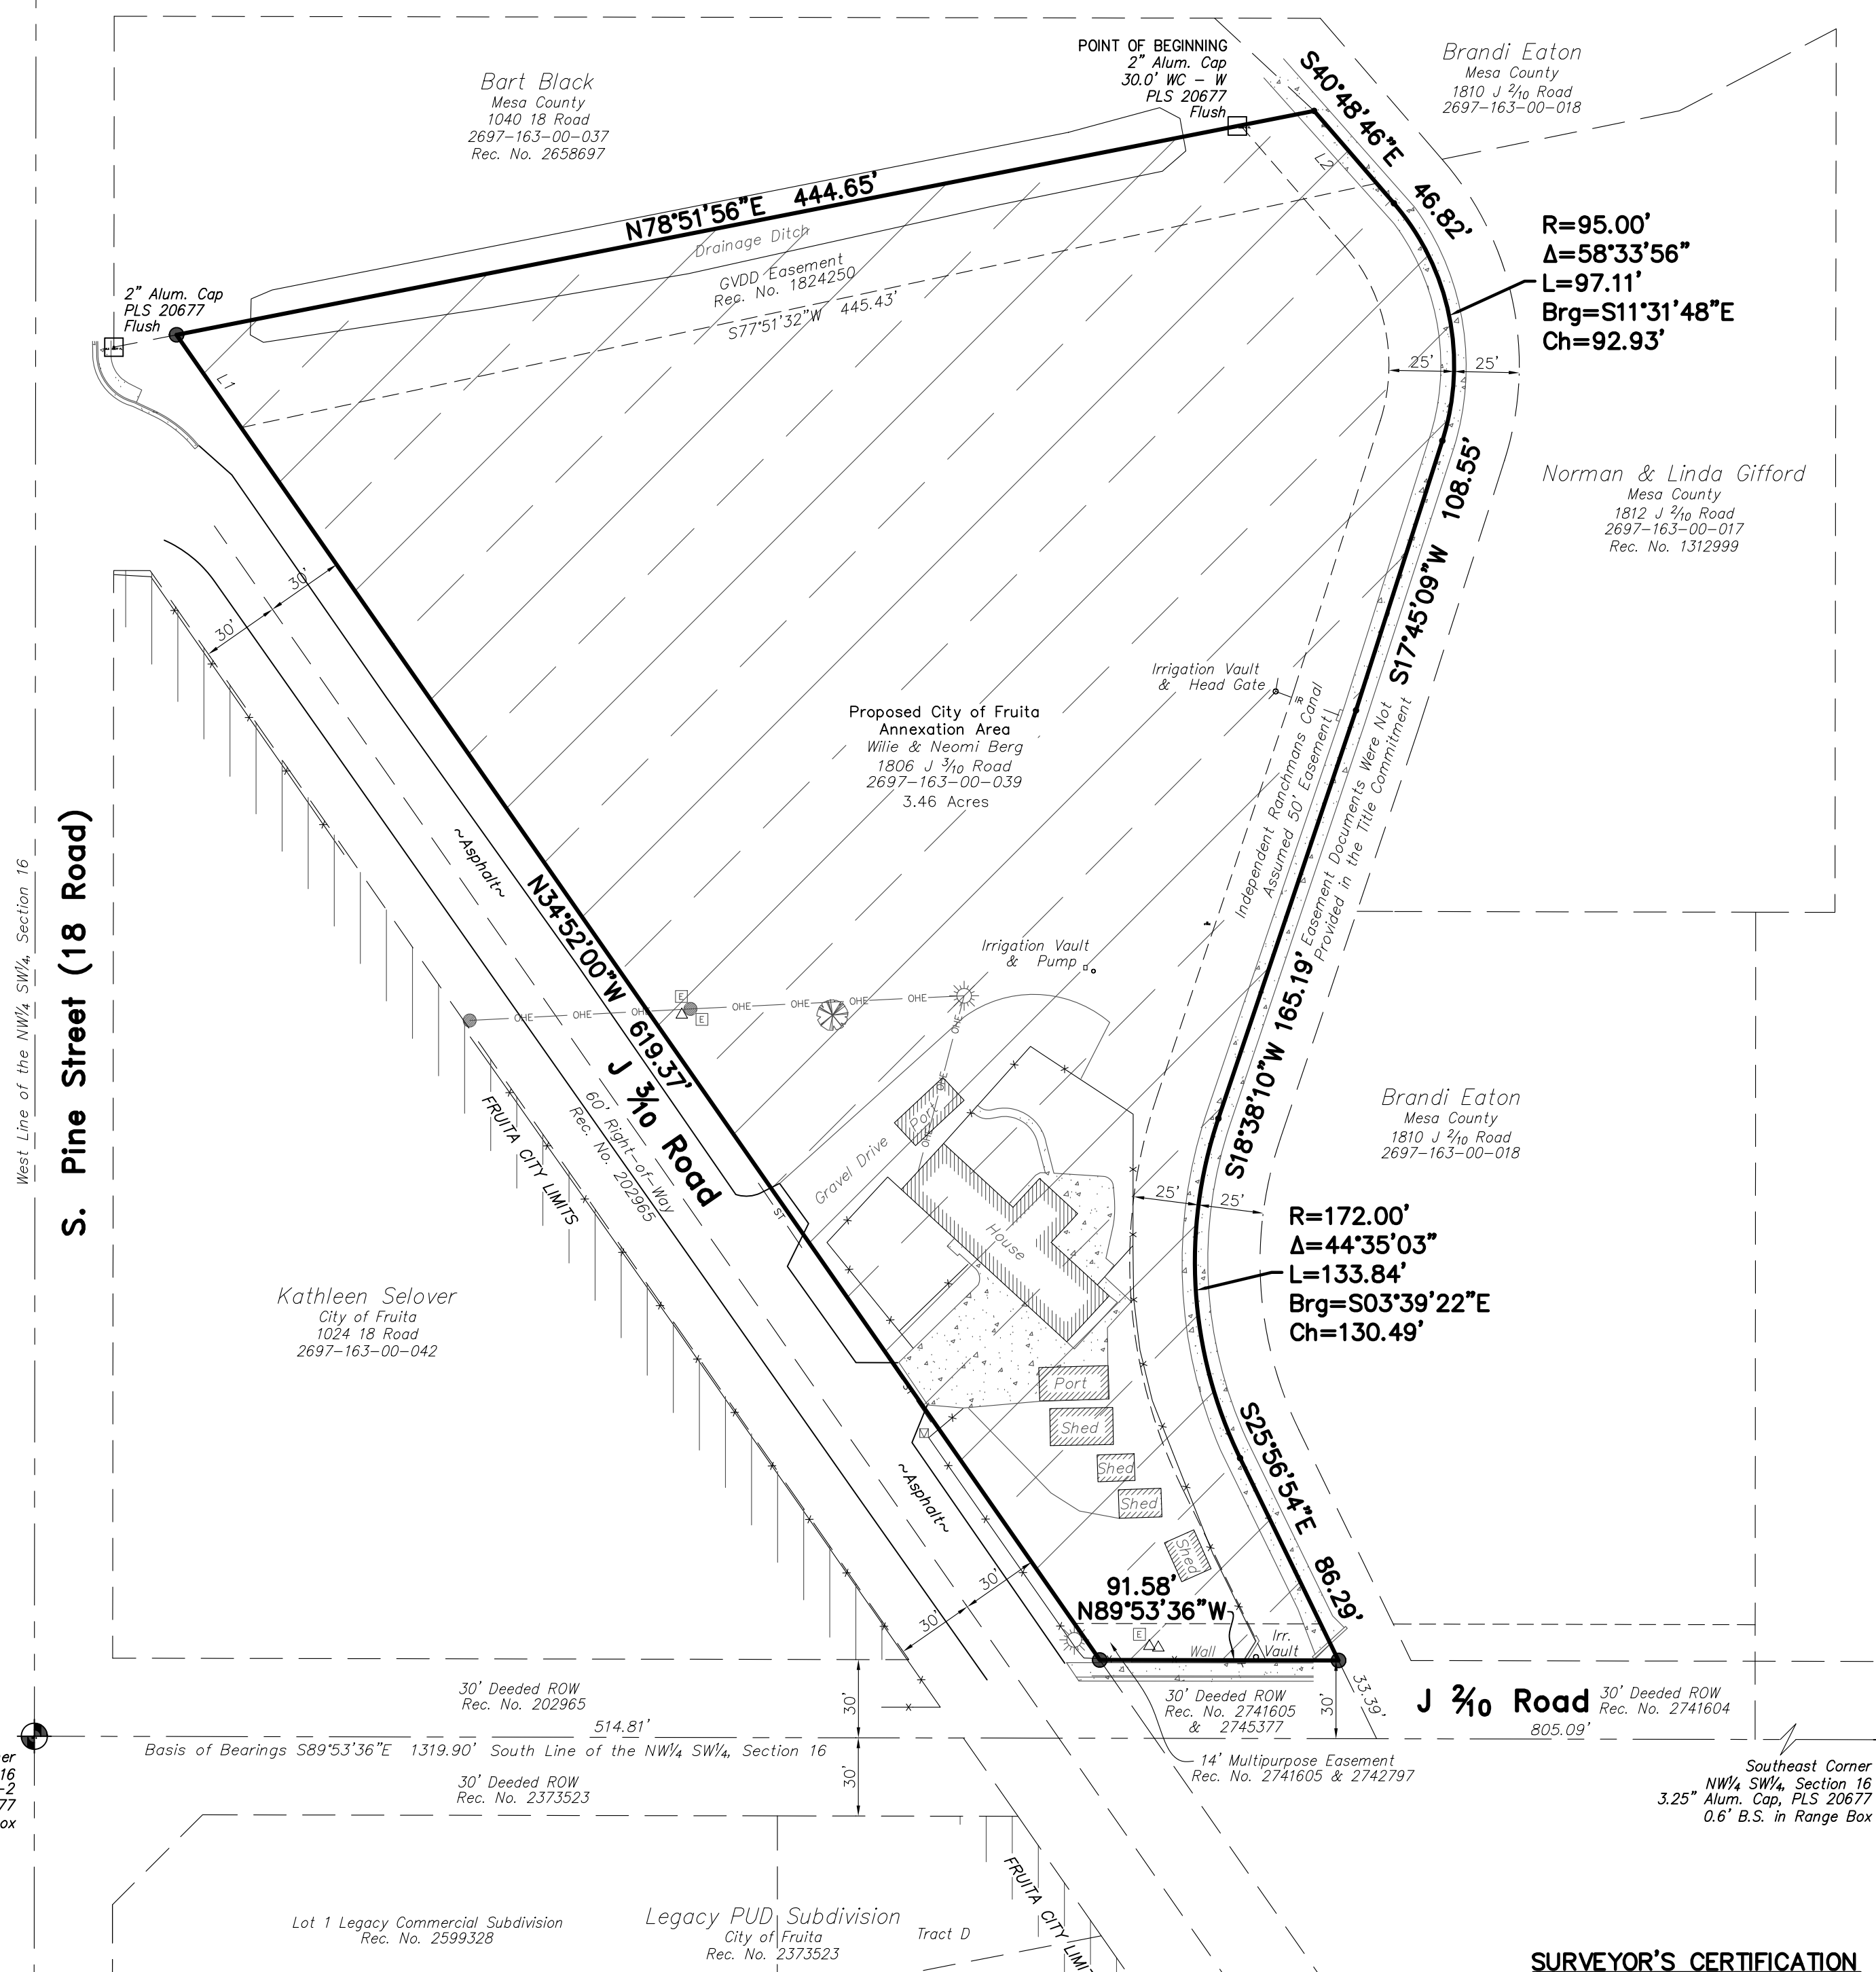 Bart Black
Mesa County
1040 18 Road
2697-163-00-037
Rec. No. 2658697
POINT OF BEGINNING
2" Alum. Cap
30.0' WC - W
PLS 20677
Flush
Brandi Eaton
Mesa County
1810 J 2/10 Road
2697-163-00-018
S40°48'46"E 46.82'
L2
N78°51'56"E 444.65'
Drainage Ditch
GVDD Easement
Rec. No. 1824250
S77°51'32"W 445.43'
R=95.00'
Δ=58°33'56"
L=97.11'
Brg=S11°31'48"E
Ch=92.93'
2" Alum. Cap
PLS 20677
Flush
L1
25' 25'
S17°45'09"W 108.55'
Norman & Linda Gifford
Mesa County
1812 J 2/10 Road
2697-163-00-017
Rec. No. 1312999
30'
30'
Irrigation Vault
& Head Gate
Proposed City of Fruita
Annexation Area
Wilie & Neomi Berg
1806 J 3/10 Road
2697-163-00-039
3.46 Acres
Independent Ranchmans Canal
Assumed 50' Easement
Easement Documents Were Not
Provided in the Title Commitment
S. Pine Street (18 Road)
West Line of the NW¼ SW¼, Section 16
~Asphalt~
N34°52'00"W 619.37'
Irrigation Vault
& Pump
E
E
OHE OHE OHE OHE OHE OHE
OHE
OHE
OHE
S18°38'10"W 165.19'
J 3/10 Road
60' Right-of-Way
Rec. No. 202965
FRUITA CITY LIMITS
Port
Gravel Drive
House
ST
Brandi Eaton
Mesa County
1810 J 2/10 Road
2697-163-00-018
25' 25'
R=172.00'
Δ=44°35'03"
L=133.84'
Brg=S03°39'22"E
Ch=130.49'
Kathleen Selover
City of Fruita
1024 18 Road
2697-163-00-042
Port
Shed
Shed
Shed
Shed
~Asphalt~
S25°56'54"E 86.29'
30'
30'
91.58'
N89°53'36"W
E
Wall
Irr.
Vault
30' Deeded ROW
Rec. No. 202965
30'
30' Deeded ROW
Rec. No. 2741605
& 2745377
30'
33.39'
J 2/10 Road
30' Deeded ROW
Rec. No. 2741604
514.81'
805.09'
Basis of Bearings S89°53'36"E 1319.90' South Line of the NW¼ SW¼, Section 16
30' Deeded ROW
Rec. No. 2373523
30'
14' Multipurpose Easement
Rec. No. 2741605 & 2742797
Southeast Corner
NW¼ SW¼, Section 16
3.25" Alum. Cap, PLS 20677
0.6' B.S. in Range Box
er
16
-2
77
ox
FRUITA CITY LIMI
Lot 1 Legacy Commercial Subdivision
Rec. No. 2599328
Legacy PUD Subdivision
City of Fruita
Rec. No. 2373523
Tract D
SURVEYOR'S CERTIFICATION